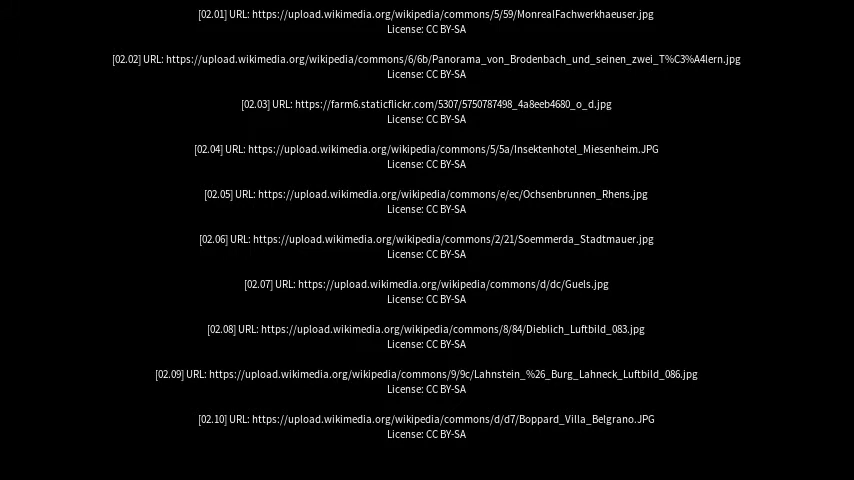 [02.01] URL: https://upload.wikimedia.org/wikipedia/commons/5/59/MonrealFachwerkhaeuser.jpg
License: CC BY-SA
[02.02] URL: https://upload.wikimedia.org/wikipedia/commons/6/6b/Panorama_von_Brodenbach_und_seinen_zwei_T%C3%A4lern.jpg
License: CC BY-SA
[02.03] URL: https://farm6.staticflickr.com/5307/5750787498_4a8eeb4680_o_d.jpg
License: CC BY-SA
[02.04] URL: https://upload.wikimedia.org/wikipedia/commons/5/5a/Insektenhotel_Miesenheim.JPG
License: CC BY-SA
[02.05] URL: https://upload.wikimedia.org/wikipedia/commons/e/ec/Ochsenbrunnen_Rhens.jpg
License: CC BY-SA
[02.06] URL: https://upload.wikimedia.org/wikipedia/commons/2/21/Soemmerda_Stadtmauer.jpg
License: CC BY-SA
[02.07] URL: https://upload.wikimedia.org/wikipedia/commons/d/dc/Guels.jpg
License: CC BY-SA
[02.08] URL: https://upload.wikimedia.org/wikipedia/commons/8/84/Dieblich_Luftbild_083.jpg
License: CC BY-SA
[02.09] URL: https://upload.wikimedia.org/wikipedia/commons/9/9c/Lahnstein_%26_Burg_Lahneck_Luftbild_086.jpg
License: CC BY-SA
[02.10] URL: https://upload.wikimedia.org/wikipedia/commons/d/d7/Boppard_Villa_Belgrano.JPG
License: CC BY-SA